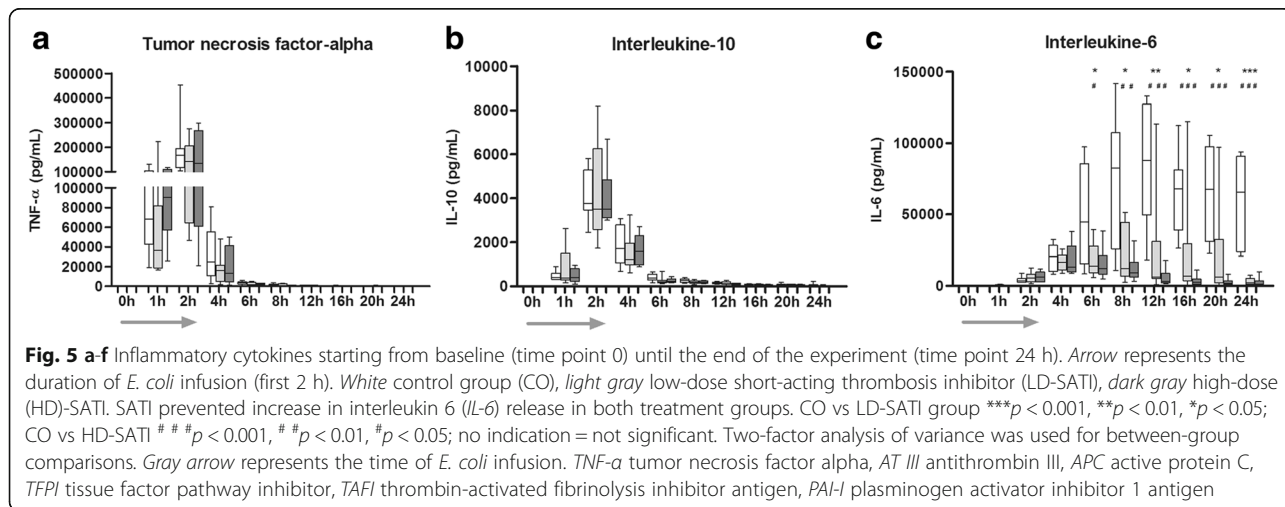 a
Tumor necrosis factor-alpha
TNF-α (pg/mL)
500000
400000
300000
200000
100000
100000
80000
60000
40000
20000
0
0h 1h 2h 4h 6h 8h 12h 16h 20h 24h
b
Interleukine-10
IL-10 (pg/mL)
10000
8000
6000
4000
2000
0
0h 1h 2h 4h 6h 8h 12h 16h 20h 24h
c
Interleukine-6
IL-6 (pg/mL)
150000
100000
50000
0
* * ** * * ***
# # # # # # # # # # # # # # #
0h 1h 2h 4h 6h 8h 12h 16h 20h 24h
Fig. 5 a-f Inflammatory cytokines starting from baseline (time point 0) until the end of the experiment (time point 24 h). Arrow represents the
duration of E. coli infusion (first 2 h). White control group (CO), light gray low-dose short-acting thrombosis inhibitor (LD-SATI), dark gray high-dose
(HD)-SATI. SATI prevented increase in interleukin 6 (IL-6) release in both treatment groups. CO vs LD-SATI group ***p < 0.001, **p < 0.01, *p < 0.05;
CO vs HD-SATI # # #p < 0.001, # #p < 0.01, #p < 0.05; no indication = not significant. Two-factor analysis of variance was used for between-group
comparisons. Gray arrow represents the time of E. coli infusion. TNF-α tumor necrosis factor alpha, AT III antithrombin III, APC active protein C,
TFPI tissue factor pathway inhibitor, TAFI thrombin-activated fibrinolysis inhibitor antigen, PAI-I plasminogen activator inhibitor 1 antigen